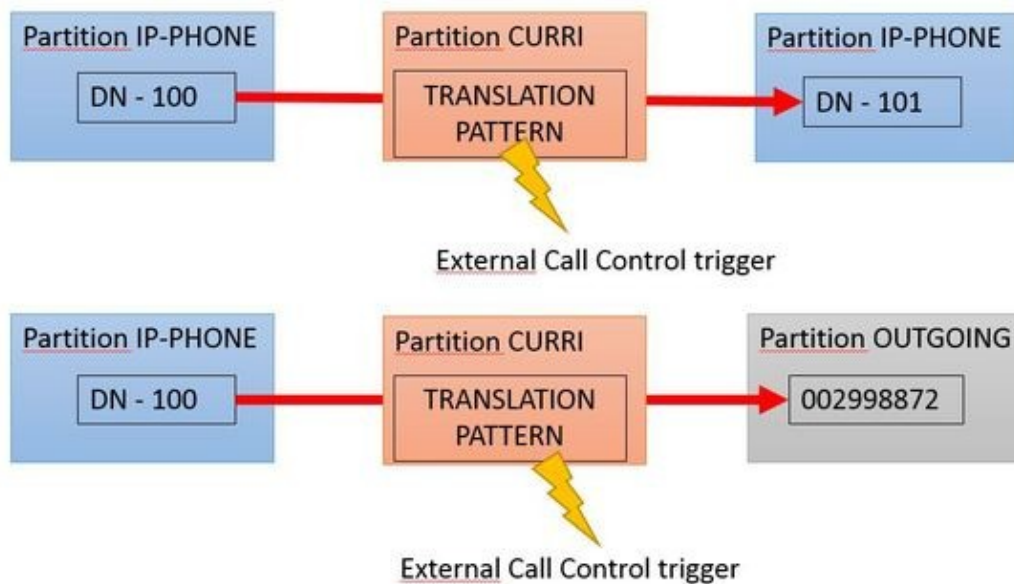 Partition IP-PHONE
DN - 100
Partition CURRI
TRANSLATION
PATTERN
Partition IP-PHONE
DN - 101
External Call Control trigger
Partition IP-PHONE
DN - 100
Partition CURRI
TRANSLATION
PATTERN
Partition OUTGOING
002998872
External Call Control trigger